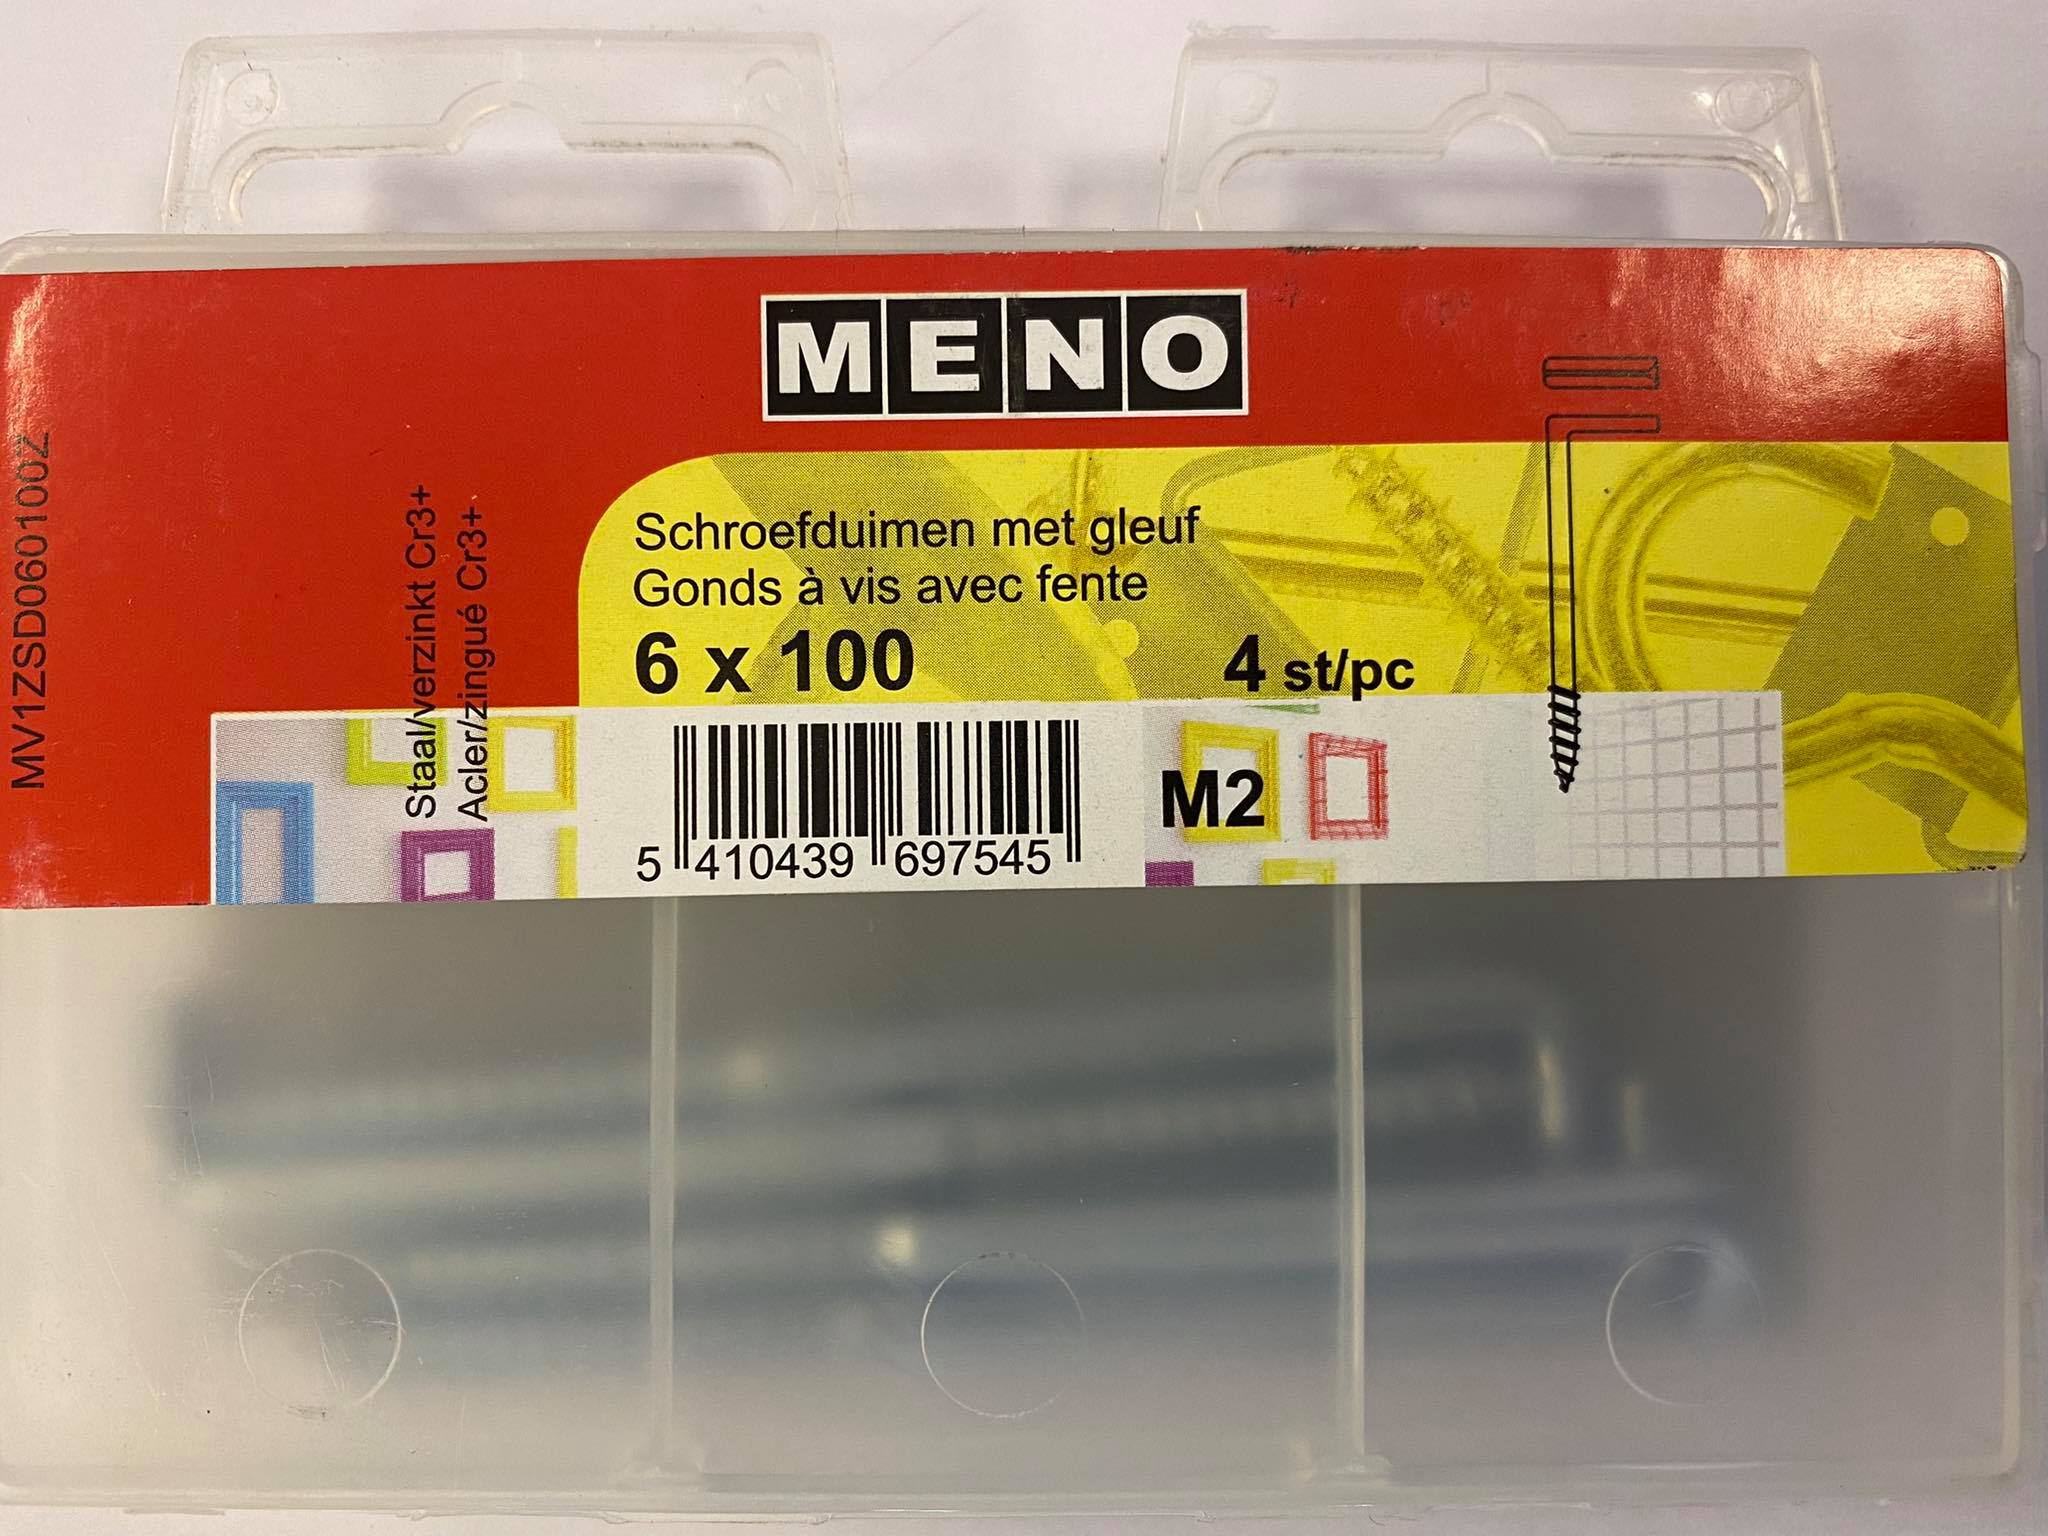 MENO
MV1ZSD060100Z
Staal/verzinkt Cr3+
Acler/zingué Cr3+
Schroefduimen met gleuf
Gonds à vis avec fente
6 x 100
4 st/pc
5 410439 697545
M2